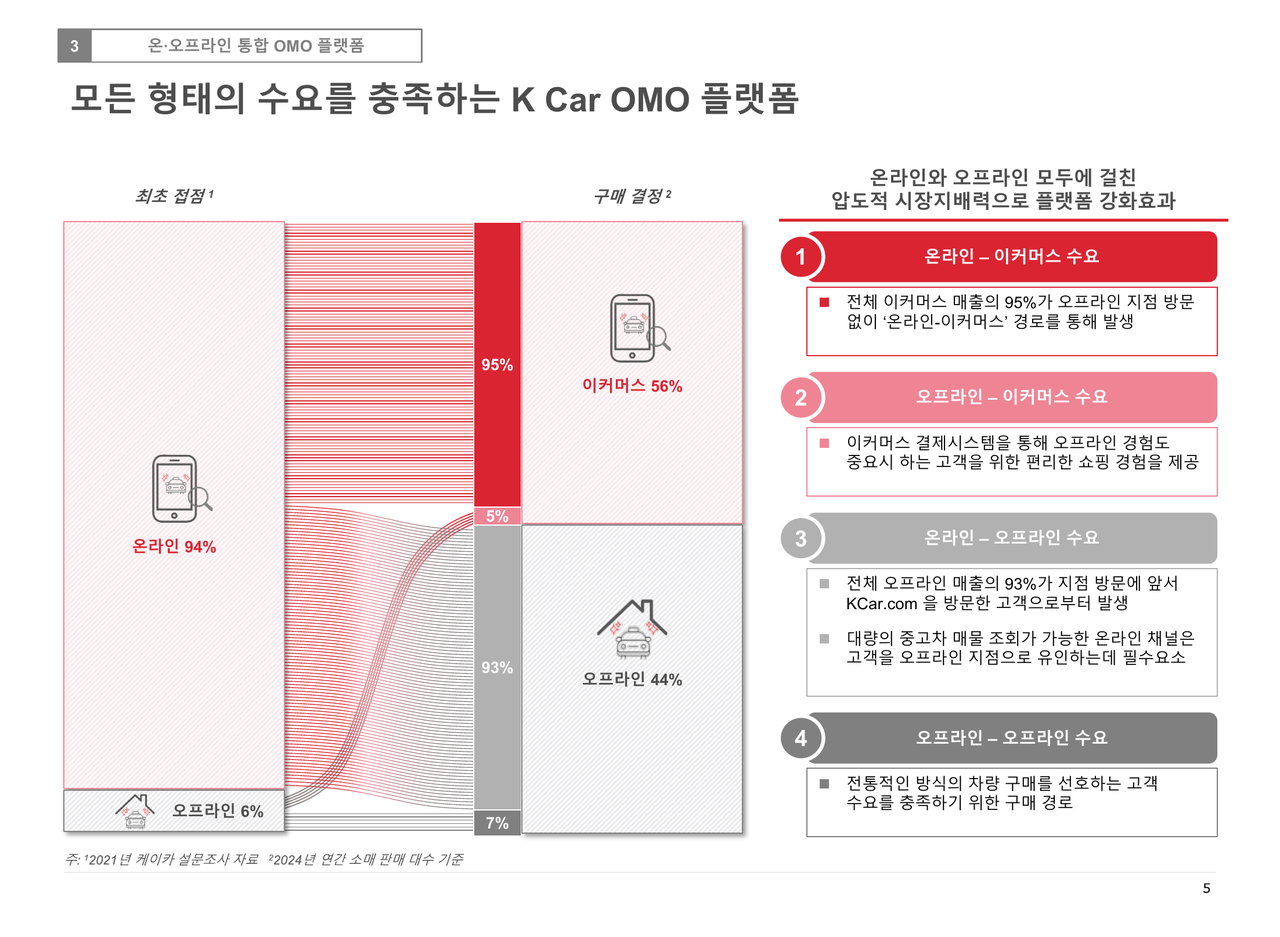 3
온·오프라인 통합 OMO 플랫폼
모든 형태의 수요를 충족하는 K Car OMO 플랫폼
최초 접점 ¹
구매 결정 ²
온라인 94%
오프라인 6%
95%
5%
93%
7%
이커머스 56%
오프라인 44%
온라인와 오프라인 모두에 걸친
압도적 시장지배력으로 플랫폼 강화효과
1
온라인 – 이커머스 수요
■ 전체 이커머스 매출의 95%가 오프라인 지점 방문
없이 ‘온라인-이커머스’ 경로를 통해 발생
2
오프라인 – 이커머스 수요
■ 이커머스 결제시스템을 통해 오프라인 경험도
중요시 하는 고객을 위한 편리한 쇼핑 경험을 제공
3
온라인 – 오프라인 수요
■ 전체 오프라인 매출의 93%가 지점 방문에 앞서
KCar.com 을 방문한 고객으로부터 발생
■ 대량의 중고차 매물 조회가 가능한 온라인 채널은
고객을 오프라인 지점으로 유인하는데 필수요소
4
오프라인 – 오프라인 수요
■ 전통적인 방식의 차량 구매를 선호하는 고객
수요를 충족하기 위한 구매 경로
주: ¹2021년 케이카 설문조사 자료 ²2024년 연간 소매 판매 대수 기준
5